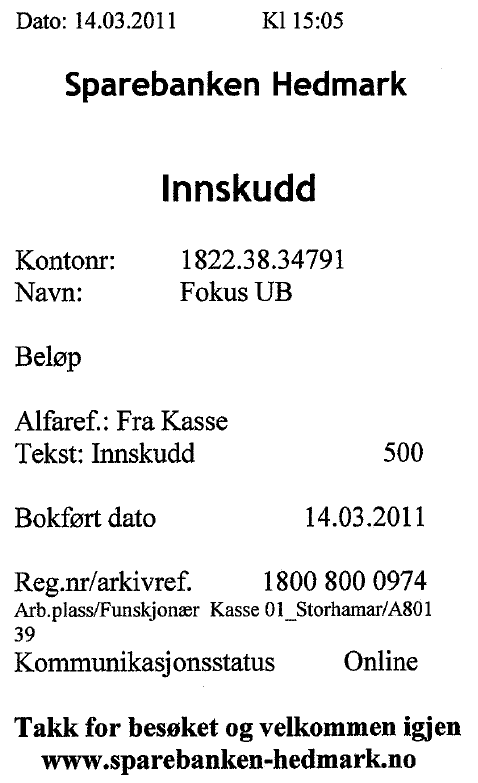 Dato: 14.03.2011 Kl 15:05
Sparebanken Hedmark
Innskudd
Kontonr: 1822.38.34791
Navn: Fokus UB
Beløp
Alfaref.: Fra Kasse
Tekst: Innskudd 500
Bokført dato 14.03.2011
Reg.nr/arkivref. 1800 800 0974
Arb.plass/Funskjonær Kasse 01_Storhamar/A801
39
Kommunikasjonsstatus Online
Takk for besøket og velkommen igjen
www.sparebanken-hedmark.no